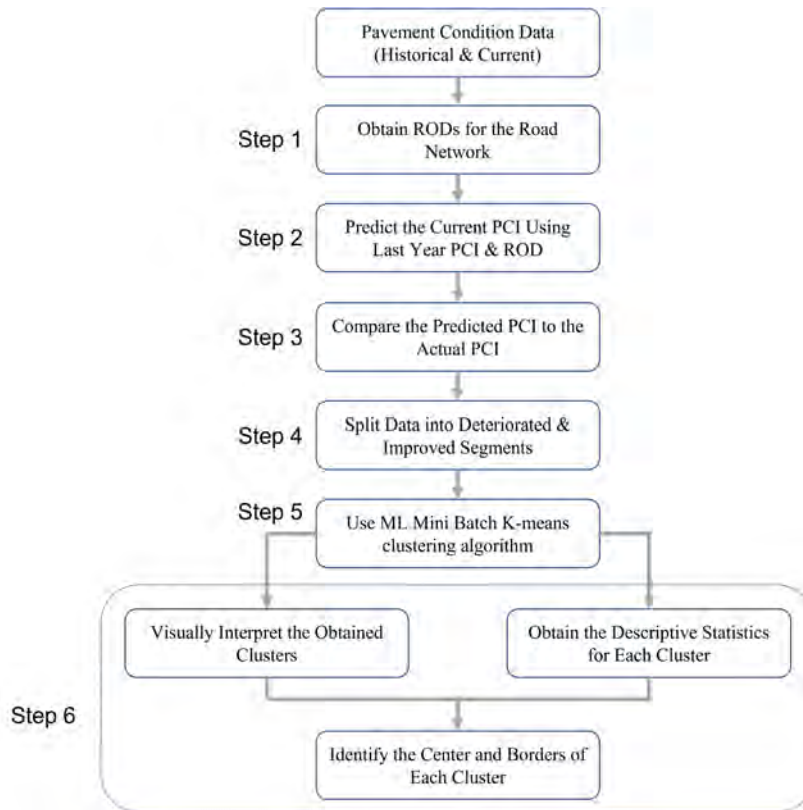 Pavement Condition Data
(Historical & Current)
Step 1
Obtain RODs for the Road
Network
Step 2
Predict the Current PCI Using
Last Year PCI & ROD
Step 3
Compare the Predicted PCI to the
Actual PCI
Step 4
Split Data into Deteriorated &
Improved Segments
Step 5
Use ML Mini Batch K-means
clustering algorithm
Visually Interpret the Obtained
Clusters
Obtain the Descriptive Statistics
for Each Cluster
Step 6
Identify the Center and Borders of
Each Cluster